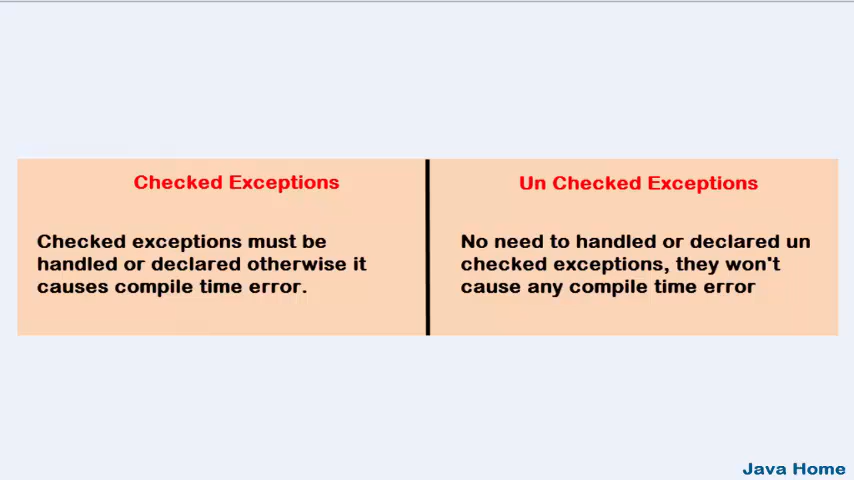 Checked Exceptions
Checked exceptions must be
handled or declared otherwise it
causes compile time error.
Un Checked Exceptions
No need to handled or declared un
checked exceptions, they won't
cause any compile time error
Java Home